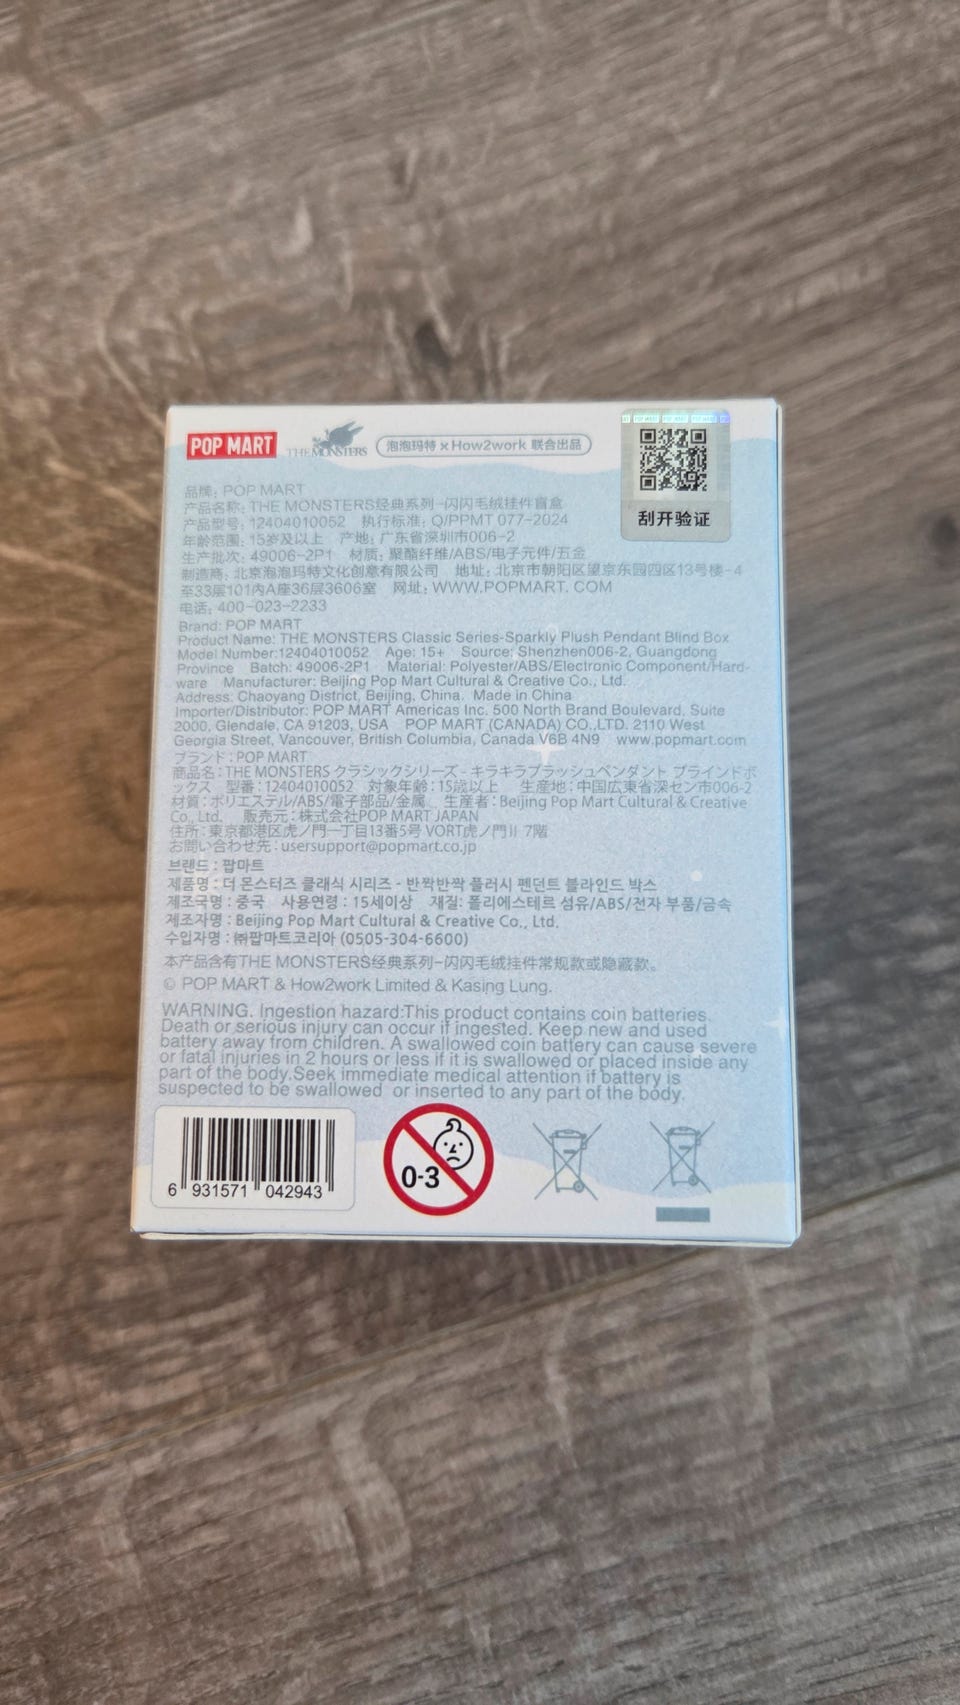 POP MART THE MONSTERS 泡泡玛特×How2work 联合出品
刮开验证
品牌: POP MART
产品名称: THE MONSTERS经典系列-闪闪毛绒挂件盲盒
产品型号: 12404010052 执行标准: Q/PPMT 077-2024
年龄范围: 15岁及以上 产地: 广东省深圳市006-2
生产批次: 49006-2P1 材质: 聚酯纤维/ABS/电子元件/五金
制造商: 北京泡泡玛特文化创意有限公司 地址: 北京市朝阳区望京东园四区13号楼-4
至33层101内A座36层3606室 网址: WWW.POPMART. COM
电话: 400-023-2233
Brand: POP MART
Product Name: THE MONSTERS Classic Series-Sparkly Plush Pendant Blind Box
Model Number:12404010052 Age: 15+ Source: Shenzhen006-2, Guangdong
Province Batch: 49006-2P1 Material: Polyester/ABS/Electronic Component/Hard-
ware Manufacturer: Beijing Pop Mart Cultural & Creative Co., Ltd.
Address: Chaoyang District, Beijing, China. Made in China
Importer/Distributor: POP MART Americas Inc. 500 North Brand Boulevard, Suite
2000, Glendale, CA 91203, USA POP MART (CANADA) CO.,LTD. 2110 West
Georgia Street, Vancouver, British Columbia, Canada V6B 4N9 www.popmart.com
ブランド : POP MART
商品名 : THE MONSTERS クラシックシリーズ - キラキラプラッシュペンダント ブラインドボ
ックス 型番 : 12404010052 対象年齢 : 15歳以上 生産地 : 中国広東省深セン市006-2
材質 : ポリエステル/ABS/電子部品/金属 生産者 : Beijing Pop Mart Cultural & Creative
Co., Ltd. 販売元 : 株式会社POP MART JAPAN
住所 : 東京都港区虎ノ門一丁目13番5号 VORT虎ノ門II 7階
お問い合わせ先 : usersupport@popmart.co.jp
브랜드 : 팝마트
제품명 : 더 몬스터즈 클래식 시리즈 - 반짝반짝 플러시 펜던트 블라인드 박스
제조국명 : 중국 사용연령 : 15세이상 재질: 폴리에스테르 섬유/ABS/전자 부품/금속
제조자명 : Beijing Pop Mart Cultural & Creative Co., Ltd.
수입자명 : ㈜팝마트코리아 (0505-304-6600)
本产品含有THE MONSTERS经典系列-闪闪毛绒挂件常规款或隐藏款。
© POP MART & How2work Limited & Kasing Lung.
WARNING. Ingestion hazard:This product contains coin batteries.
Death or serious injury can occur if ingested. Keep new and used
battery away from children. A swallowed coin battery can cause severe
or fatal injuries in 2 hours or less if it is swallowed or placed inside any
part of the body.Seek immediate medical attention if battery is
suspected to be swallowed or inserted to any part of the body.
0-3
6 931571 042943